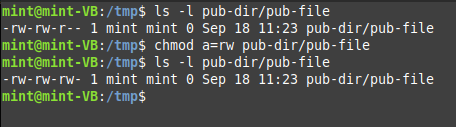 mint@mint-VB:/tmp$ ls -l pub-dir/pub-file
-rw-rw-r-- 1 mint mint 0 Sep 18 11:23 pub-dir/pub-file
mint@mint-VB:/tmp$ chmod a=rw pub-dir/pub-file
mint@mint-VB:/tmp$ ls -l pub-dir/pub-file
-rw-rw-rw- 1 mint mint 0 Sep 18 11:23 pub-dir/pub-file
mint@mint-VB:/tmp$